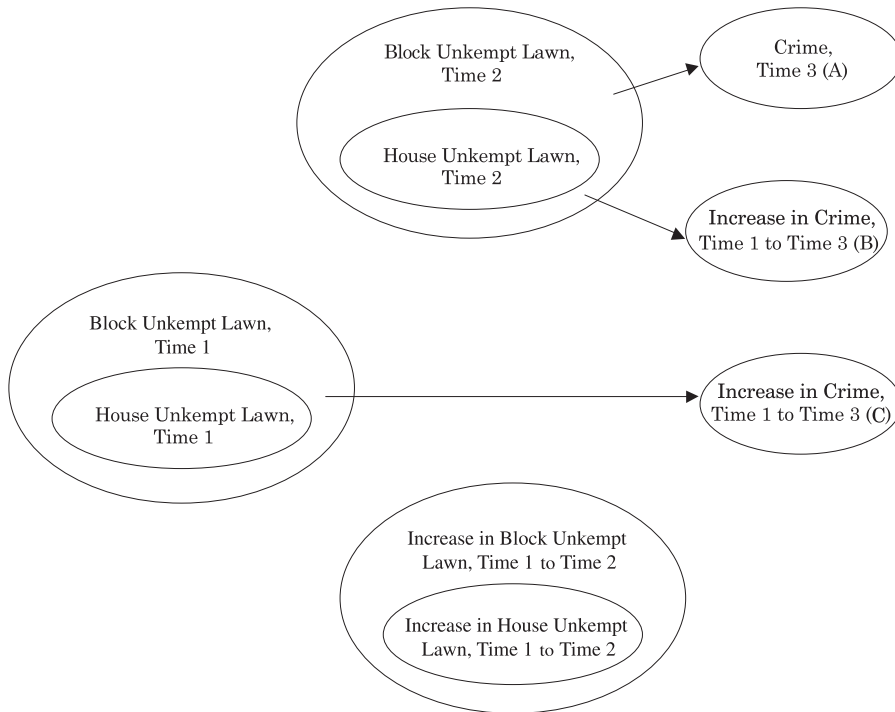 Block Unkempt Lawn,
Time 2
House Unkempt Lawn,
Time 2
Crime,
Time 3 (A)
Increase in Crime,
Time 1 to Time 3 (B)
Block Unkempt Lawn,
Time 1
House Unkempt Lawn,
Time 1
Increase in Crime,
Time 1 to Time 3 (C)
Increase in Block Unkempt
Lawn, Time 1 to Time 2
Increase in House Unkempt
Lawn, Time 1 to Time 2